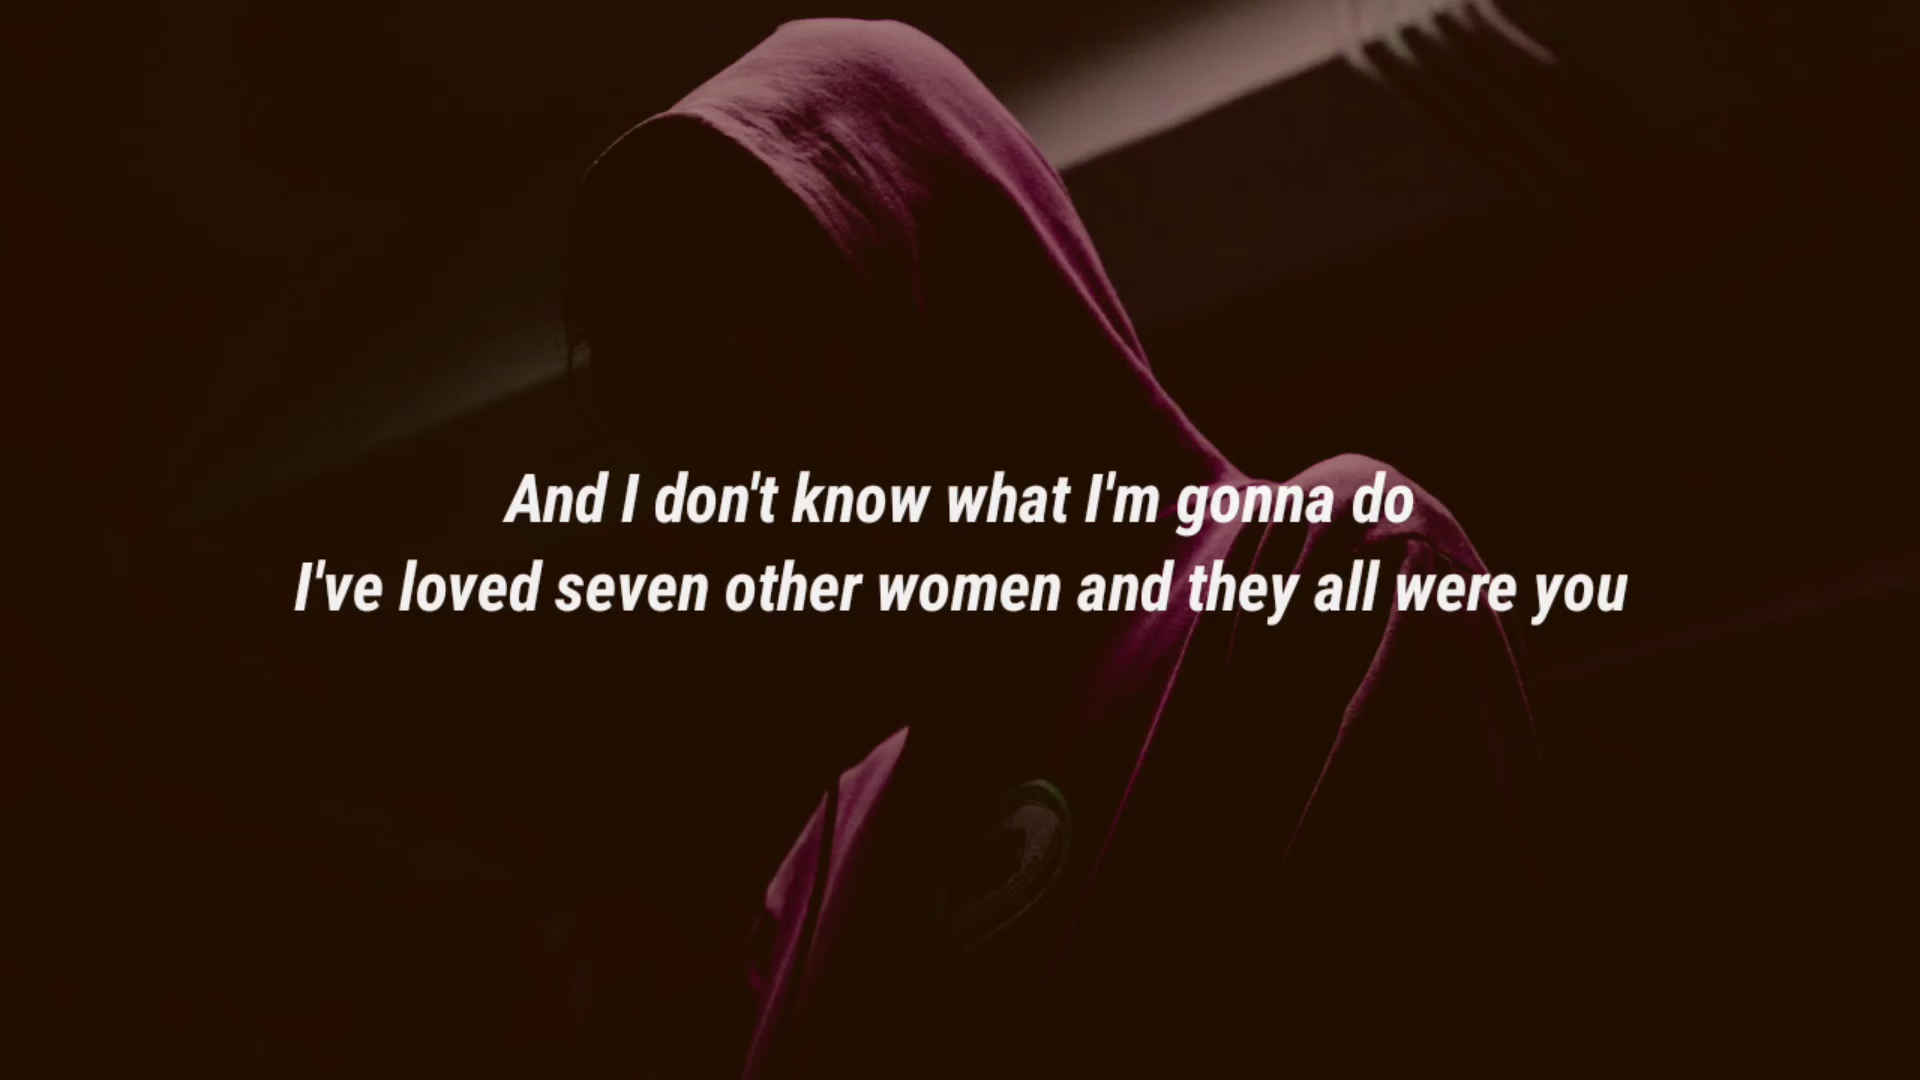 And I don't know what I'm gonna do
I've loved seven other women and they all were you